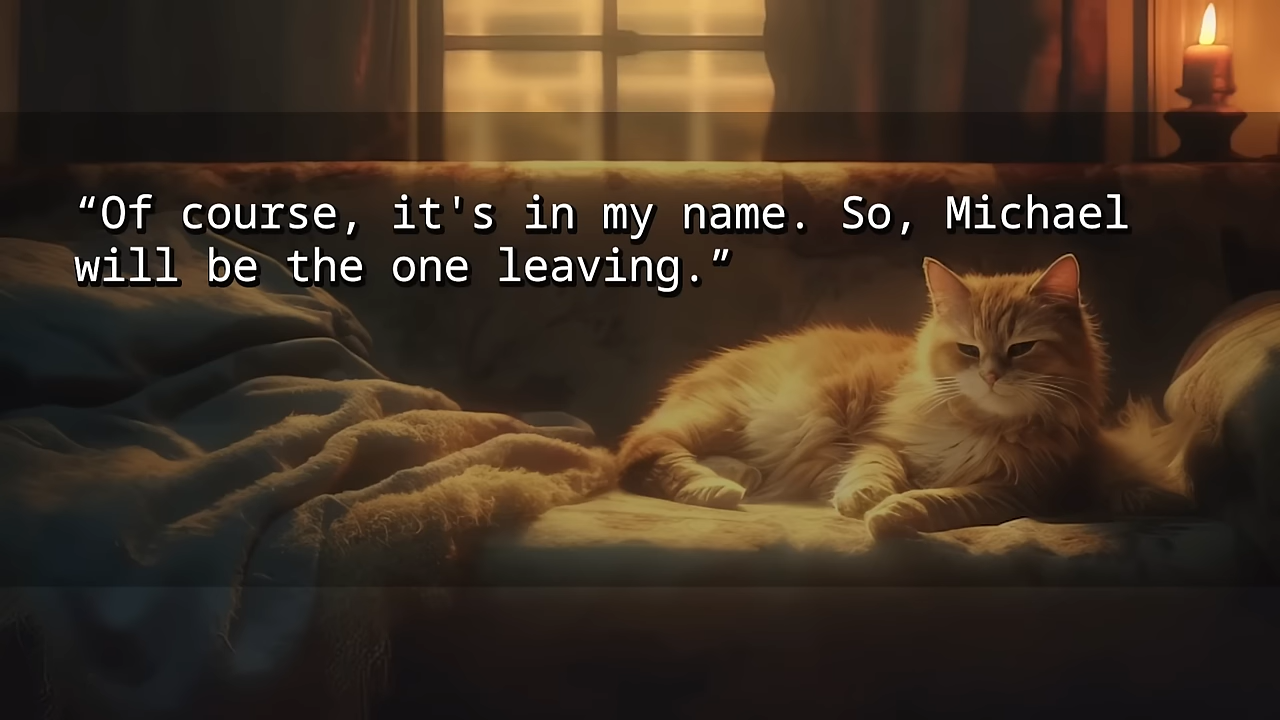 “Of course, it's in my name. So, Michael
will be the one leaving.”